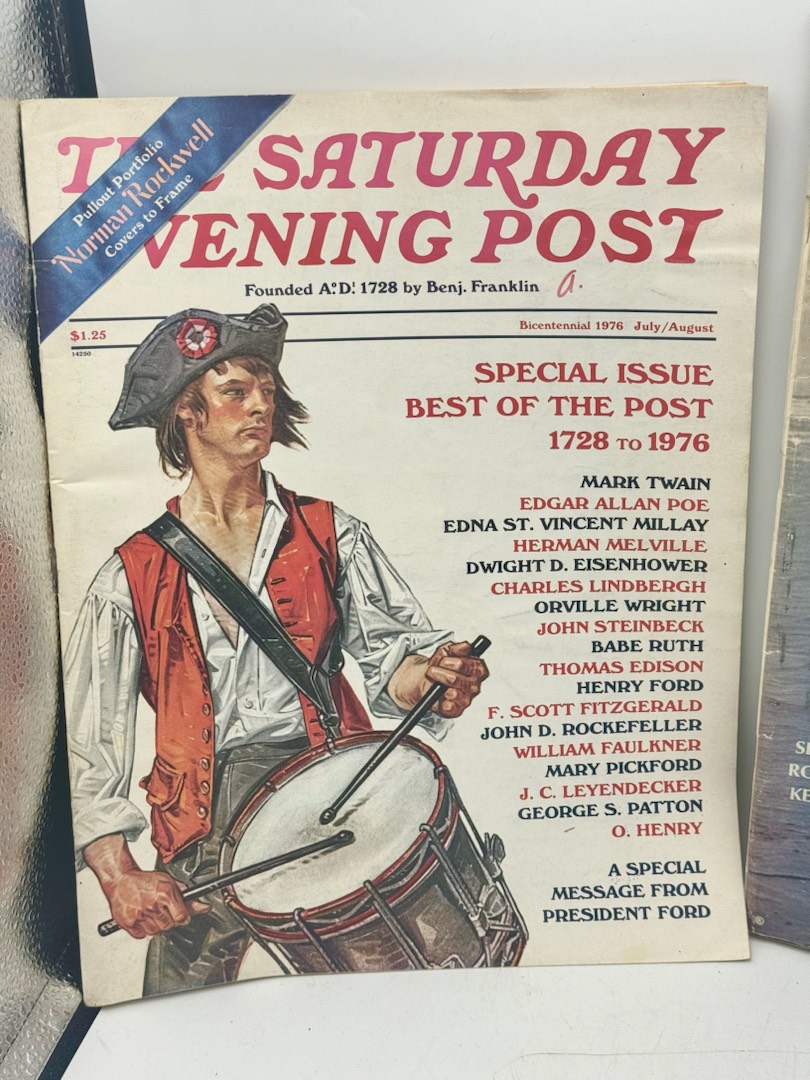 Pullout Portfolio
Norman Rockwell
Covers to Frame
THE SATURDAY
EVENING POST
Founded Aº. D! 1728 by Benj. Franklin
a.
$1.25
Bicentennial 1976 July/August
14250
SPECIAL ISSUE
BEST OF THE POST
1728 TO 1976
MARK TWAIN
EDGAR ALLAN POE
EDNA ST. VINCENT MILLAY
HERMAN MELVILLE
DWIGHT D. EISENHOWER
CHARLES LINDBERGH
ORVILLE WRIGHT
JOHN STEINBECK
BABE RUTH
THOMAS EDISON
HENRY FORD
F. SCOTT FITZGERALD
JOHN D. ROCKEFELLER
WILLIAM FAULKNER
MARY PICKFORD
J. C. LEYENDECKER
GEORGE S. PATTON
O. HENRY
A SPECIAL
MESSAGE FROM
PRESIDENT FORD